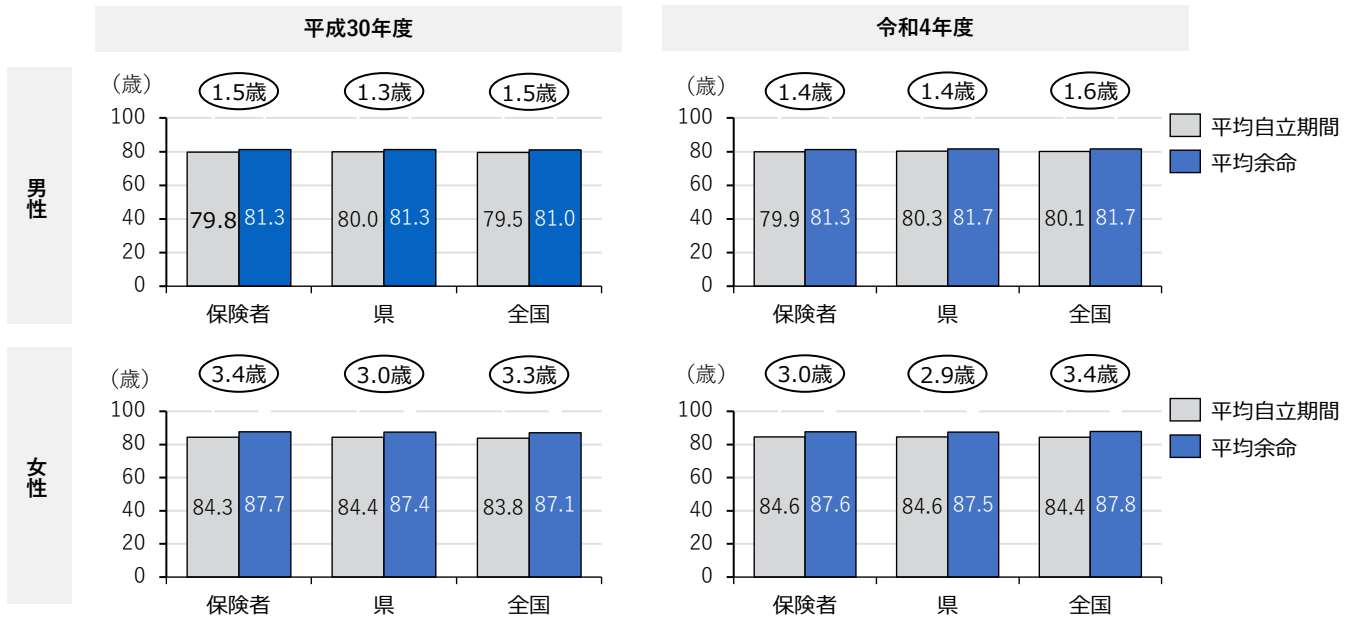 平成30年度
令和4年度
男性
（歳）
1.5歳 1.3歳 1.5歳
100
80
60
40
20
0
79.8 81.3 80.0 81.3 79.5 81.0
保険者 県 全国
（歳）
1.4歳 1.4歳 1.6歳
100
80
60
40
20
0
79.9 81.3 80.3 81.7 80.1 81.7
保険者 県 全国
平均自立期間
平均余命
女性
（歳）
3.4歳 3.0歳 3.3歳
100
80
60
40
20
0
84.3 87.7 84.4 87.4 83.8 87.1
保険者 県 全国
（歳）
3.0歳 2.9歳 3.4歳
100
80
60
40
20
0
84.6 87.6 84.6 87.5 84.4 87.8
保険者 県 全国
平均自立期間
平均余命